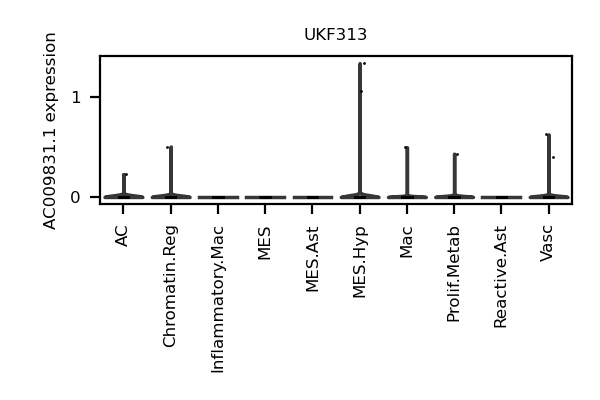 UKF313
AC009831.1 expression
1
0
AC
Chromatin.Reg
Inflammatory.Mac
MES
MES.Ast
MES.Hyp
Mac
Prolif.Metab
Reactive.Ast
Vasc